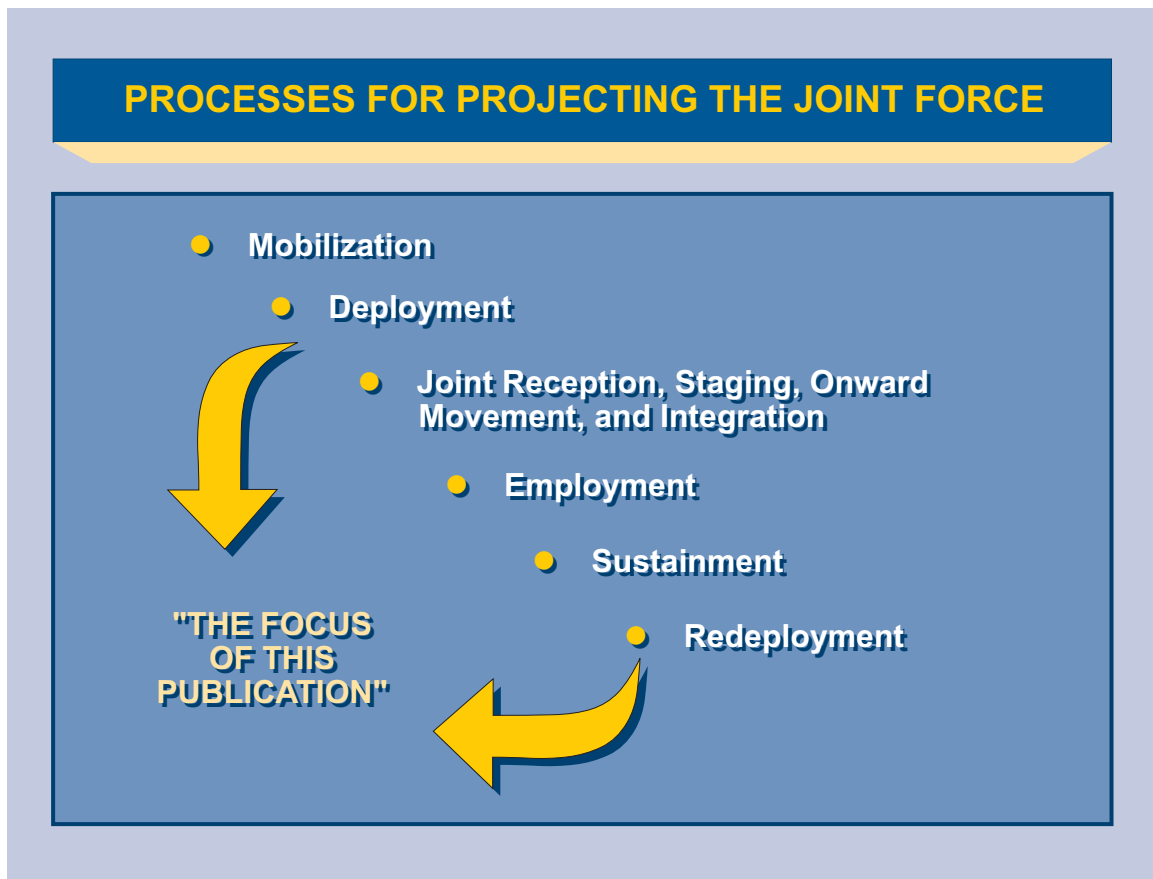 PROCESSES FOR PROJECTING THE JOINT FORCE
Mobilization
Deployment
Joint Reception, Staging, Onward
Movement, and Integration
Employment
Sustainment
Redeployment
"THE FOCUS
OF THIS
PUBLICATION"